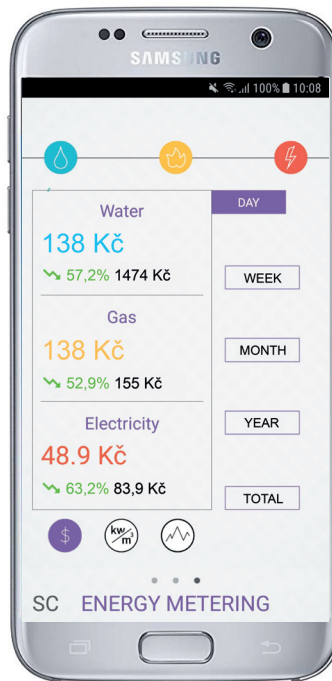 SAMSUNG
100% 10:08
Water
138 Kč
57,2% 1474 Kč
Gas
138 Kč
52,9% 155 Kč
Electricity
48.9 Kč
63,2% 83,9 Kč
DAY
WEEK
MONTH
YEAR
TOTAL
$
kw/m³
SC ENERGY METERING